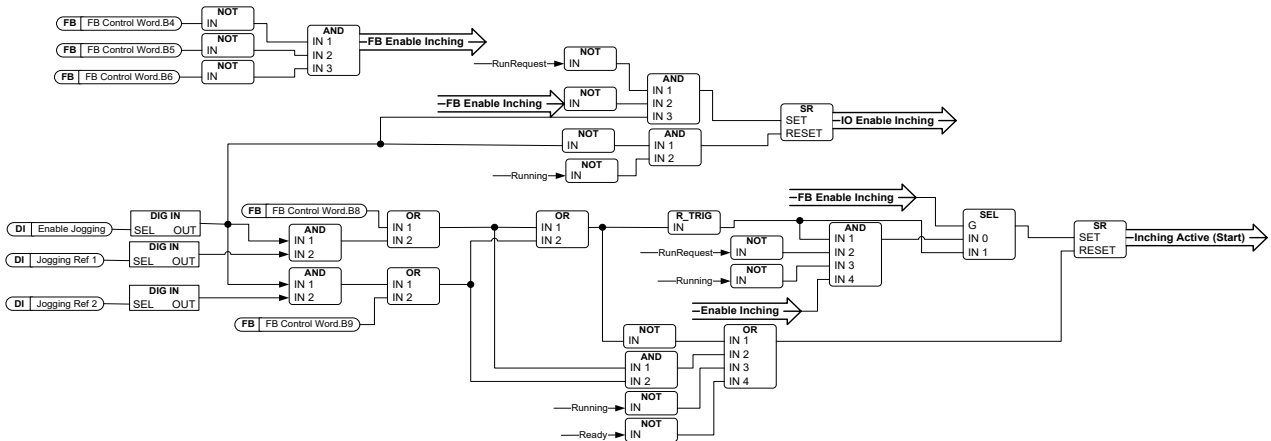 NOT
FB FB Control Word.B4 IN
AND
NOT
IN 1 FB Enable Inching
FB FB Control Word.B5 IN
IN 2
NOT
IN 3
FB FB Control Word.B6 IN
NOT
RunRequest IN
AND
IN 1
NOT
FB Enable Inching IN
IN 2
IN 3
SR
SET IO Enable Inching
RESET
NOT
IN
AND
IN 1
IN 2
NOT
Running IN
FB Enable Inching
DIG IN
DI Enable Jogging SEL OUT
FB FB Control Word.B8
OR
IN 1
IN 2
AND
IN 1
IN 2
OR
IN 1
IN 2
R_TRIG
IN
SEL
G
IN 0
IN 1
SR
SET Inching Active (Start)
RESET
DIG IN
DI Jogging Ref 1 SEL OUT
AND
IN 1
IN 2
IN 3
IN 4
NOT
RunRequest IN
NOT
Running IN
AND
IN 1
IN 2
OR
IN 1
IN 2
DIG IN
DI Jogging Ref 2 SEL OUT
FB FB Control Word.B9
Enable Inching
NOT
IN
OR
IN 1
IN 2
IN 3
IN 4
AND
IN 1
IN 2
NOT
Running IN
NOT
Ready IN